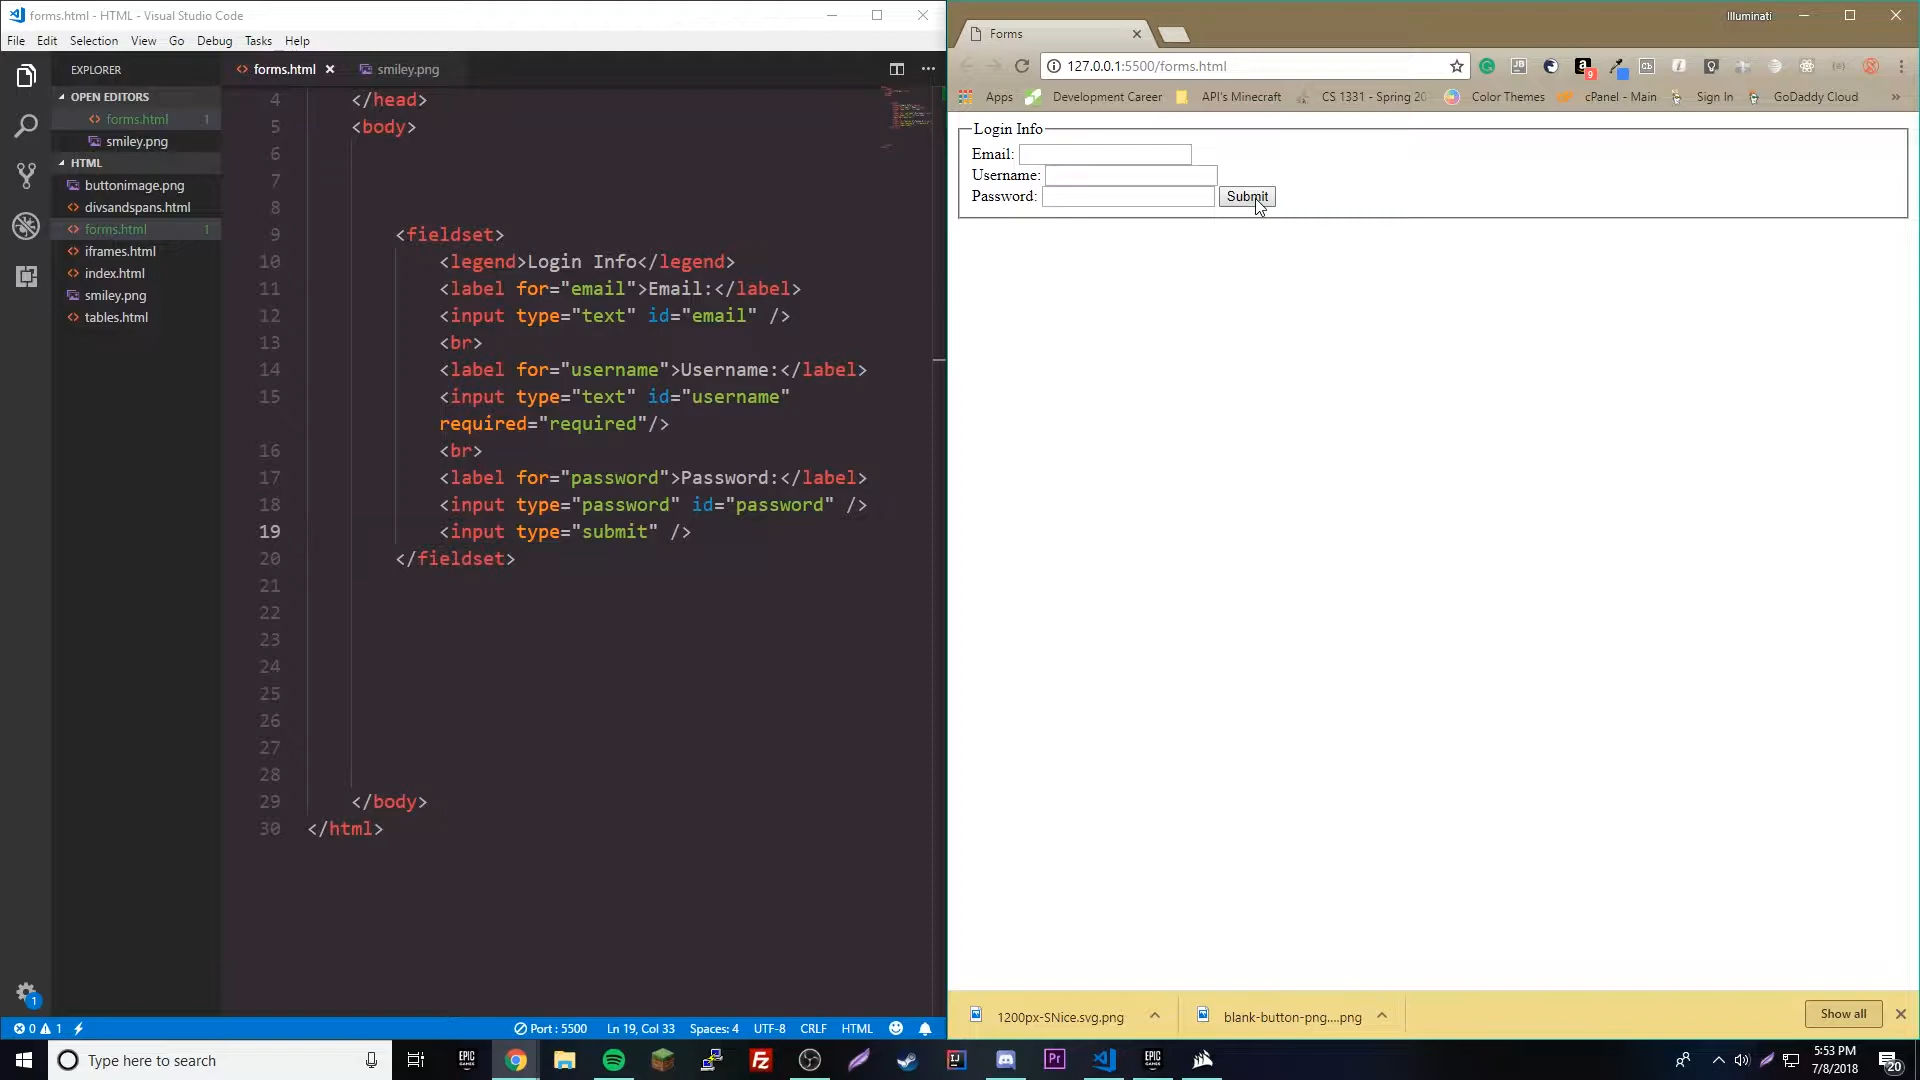 forms.html - HTML - Visual Studio Code
File Edit Selection View Go Debug Tasks Help
EXPLORER
OPEN EDITORS
forms.html 1
smiley.png
HTML
buttonimage.png
divsandspans.html
forms.html 1
iframes.html
index.html
smiley.png
tables.html
forms.html smiley.png
4 </head>
5 <body>
6
7
8
9 <fieldset>
10 <legend>Login Info</legend>
11 <label for="email">Email:</label>
12 <input type="text" id="email" />
13 <br>
14 <label for="username">Username:</label>
15 <input type="text" id="username"
required="required"/>
16 <br>
17 <label for="password">Password:</label>
18 <input type="password" id="password" />
19 <input type="submit" />
20 </fieldset>
21
22
23
24
25
26
27
28
29 </body>
30 </html>
0 1 Port : 5500 Ln 19, Col 33 Spaces: 4 UTF-8 CRLF HTML
Illuminati
Forms
127.0.0.1:5500/forms.html
Apps Development Career API's Minecraft CS 1331 - Spring 20 Color Themes cPanel - Main Sign In GoDaddy Cloud »
Login Info
Email:
Username:
Password: Submit
1200px-SNice.svg.png blank-button-png....png Show all
Type here to search
5:53 PM
7/8/2018
20